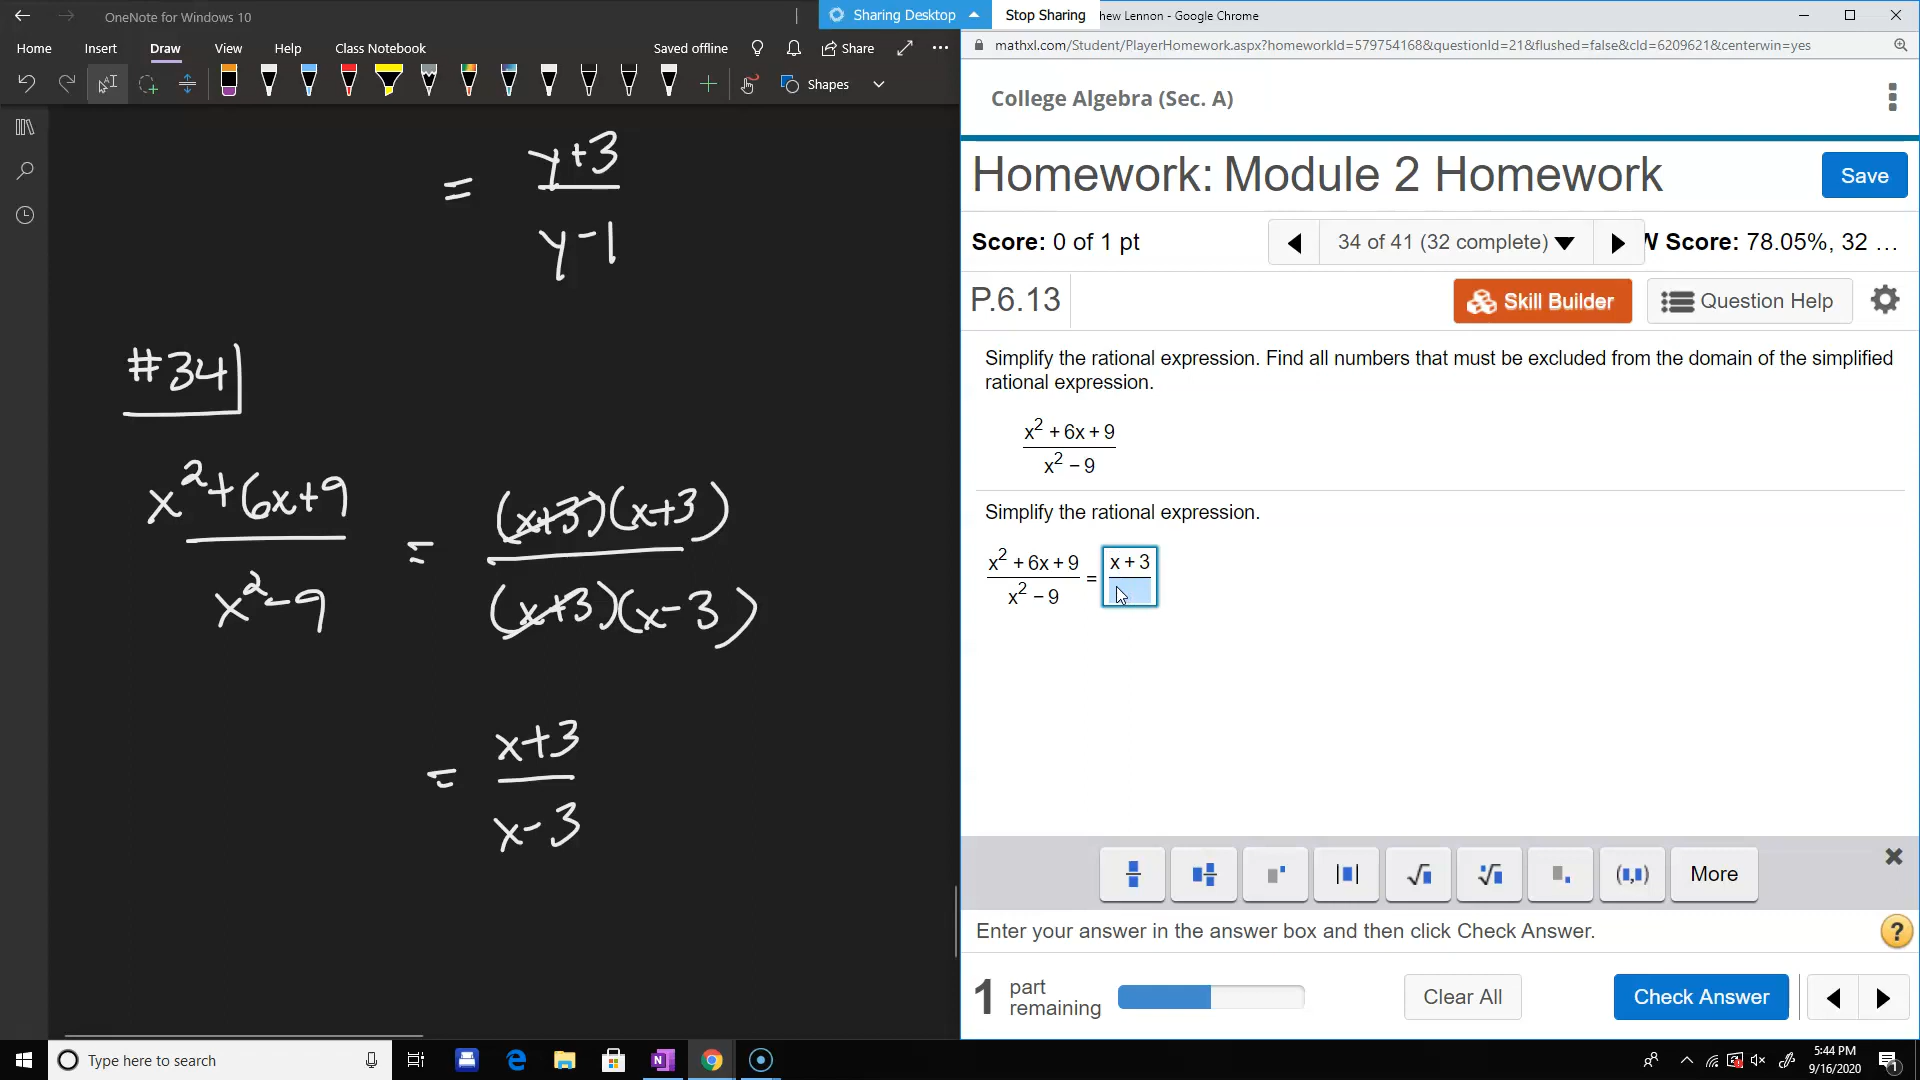 OneNote for Windows 10
Sharing Desktop
Stop Sharing
hew Lennon - Google Chrome
Home Insert Draw View Help Class Notebook Saved offline Share
mathxl.com/Student/PlayerHomework.aspx?homeworkId=579754168&questionId=21&flushed=false&cId=6209621&centerwin=yes
Shapes
College Algebra (Sec. A)
Homework: Module 2 Homework
Save
Score: 0 of 1 pt
34 of 41 (32 complete)
W Score: 78.05%, 32 ...
P.6.13
Skill Builder
Question Help
Simplify the rational expression. Find all numbers that must be excluded from the domain of the simplified
rational expression.
x² + 6x + 9
x² − 9
Simplify the rational expression.
x² + 6x + 9
x² − 9
=
x + 3
More
Enter your answer in the answer box and then click Check Answer.
?
1 part
remaining
Clear All
Check Answer
=
y+3
y-1
#34
x²+6x+9
x²-9
=
(x+3)(x+3)
(x+3)(x-3)
=
x+3
x-3
Type here to search
5:44 PM
9/16/2020
1